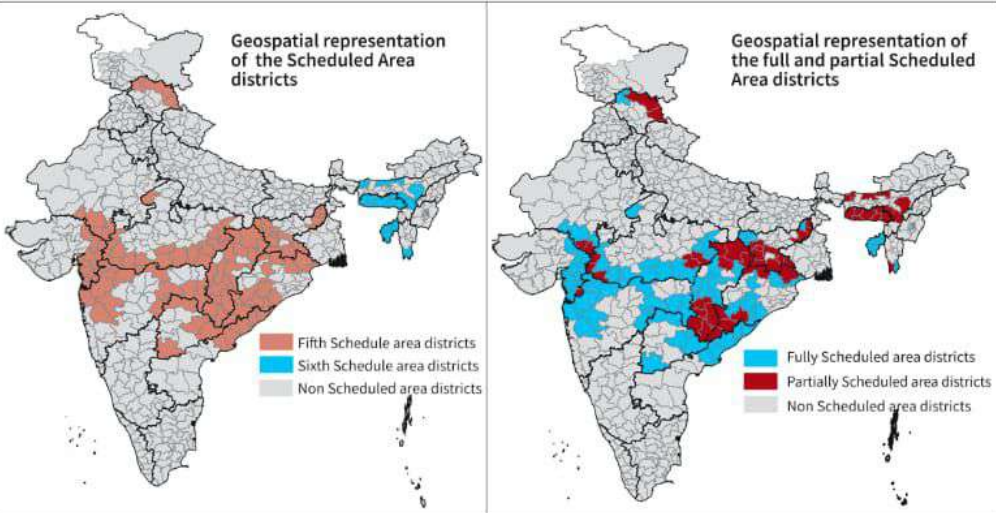 Geospatial representation
of the Scheduled Area
districts
Fifth Schedule area districts
Sixth Schedule area districts
Non Scheduled area districts
Geospatial representation of
the full and partial Scheduled
Area districts
Fully Scheduled area districts
Partially Scheduled area districts
Non Scheduled area districts